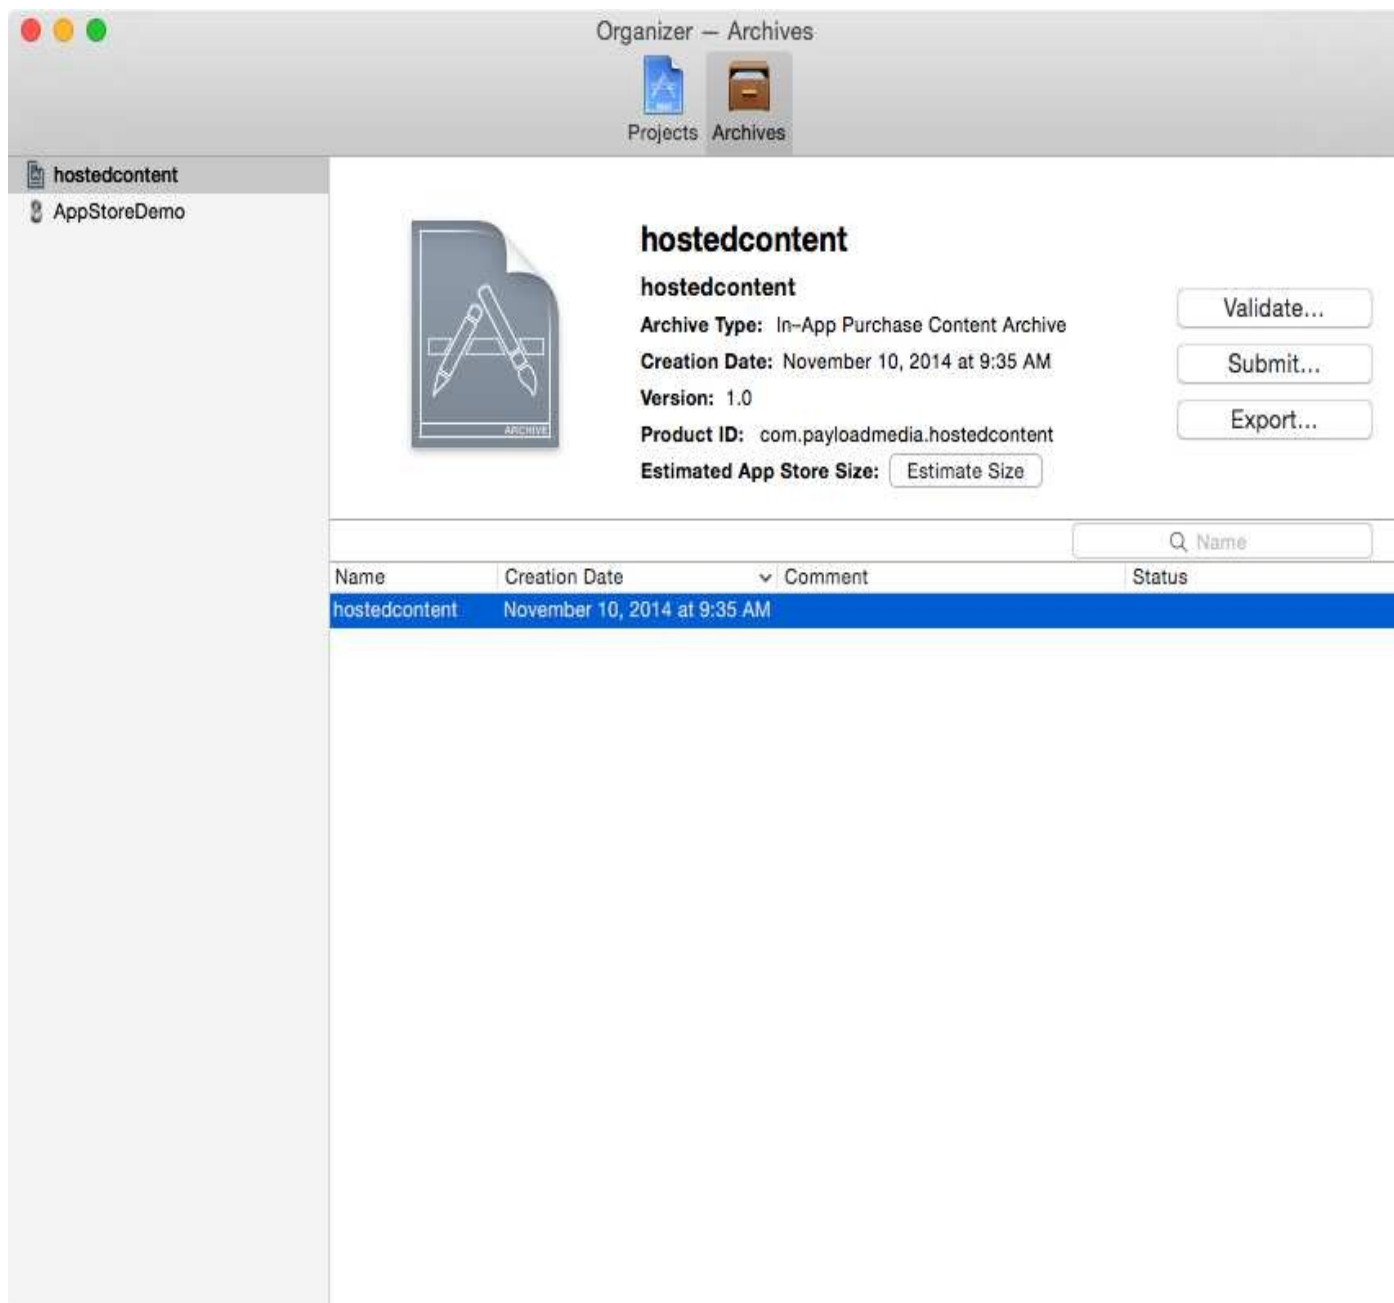 Organizer — Archives
Projects Archives
hostedcontent
AppStoreDemo
ARCHIVE
hostedcontent
hostedcontent
Archive Type: In–App Purchase Content Archive
Creation Date: November 10, 2014 at 9:35 AM
Version: 1.0
Product ID: com.payloadmedia.hostedcontent
Estimated App Store Size: Estimate Size
Validate...
Submit...
Export...
Name
Name Creation Date Comment Status
hostedcontent November 10, 2014 at 9:35 AM